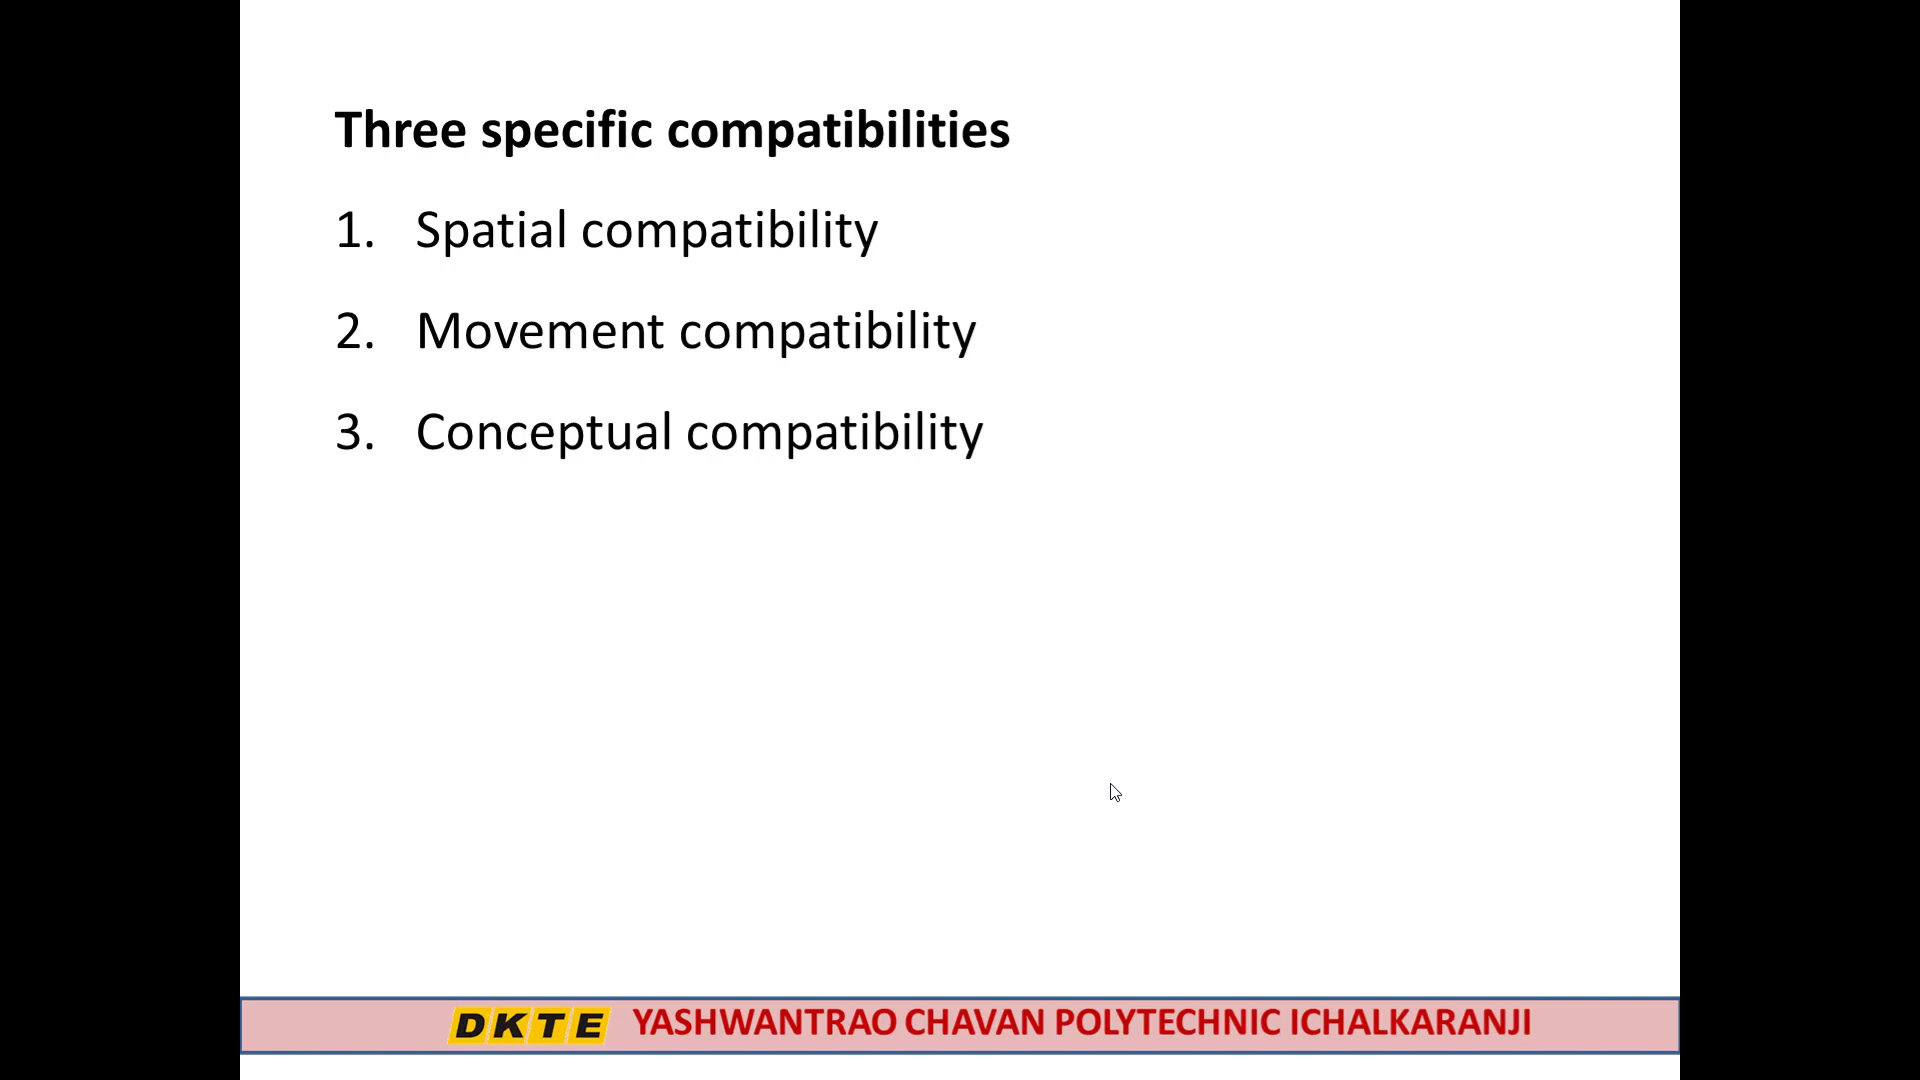 Three specific compatibilities
1. Spatial compatibility
2. Movement compatibility
3. Conceptual compatibility
DKTE YASHWANTRAO CHAVAN POLYTECHNIC ICHALKARANJI